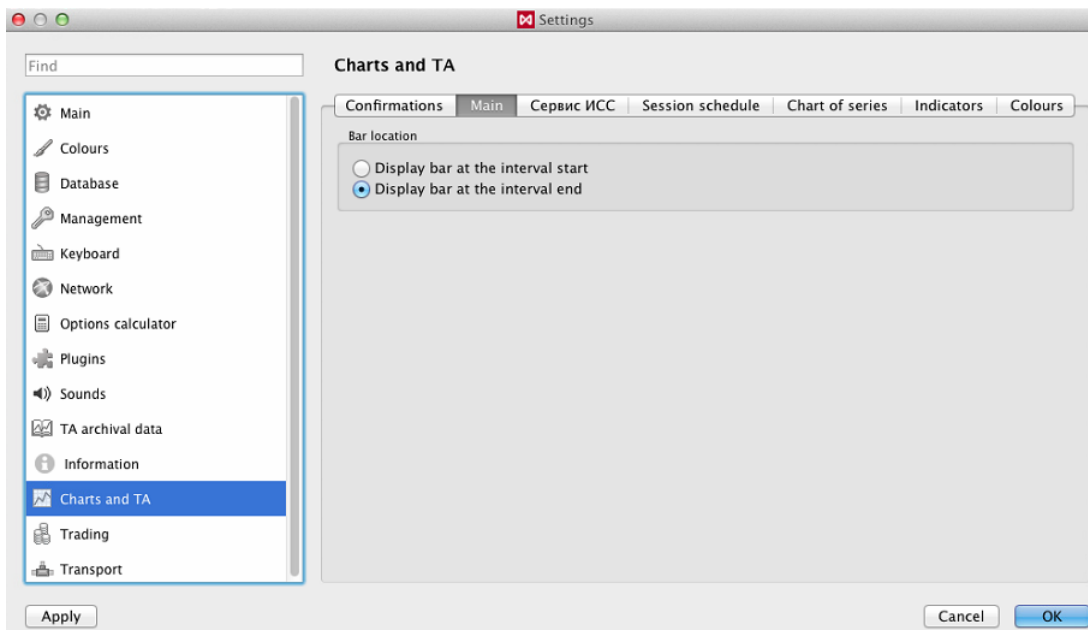 Settings
Find
Main
Colours
Database
Management
Keyboard
Network
Options calculator
Plugins
Sounds
TA archival data
Information
Charts and TA
Trading
Transport
Charts and TA
Confirmations Main Сервис ИСС Session schedule Chart of series Indicators Colours
Bar location
Display bar at the interval start
Display bar at the interval end
Apply Cancel OK